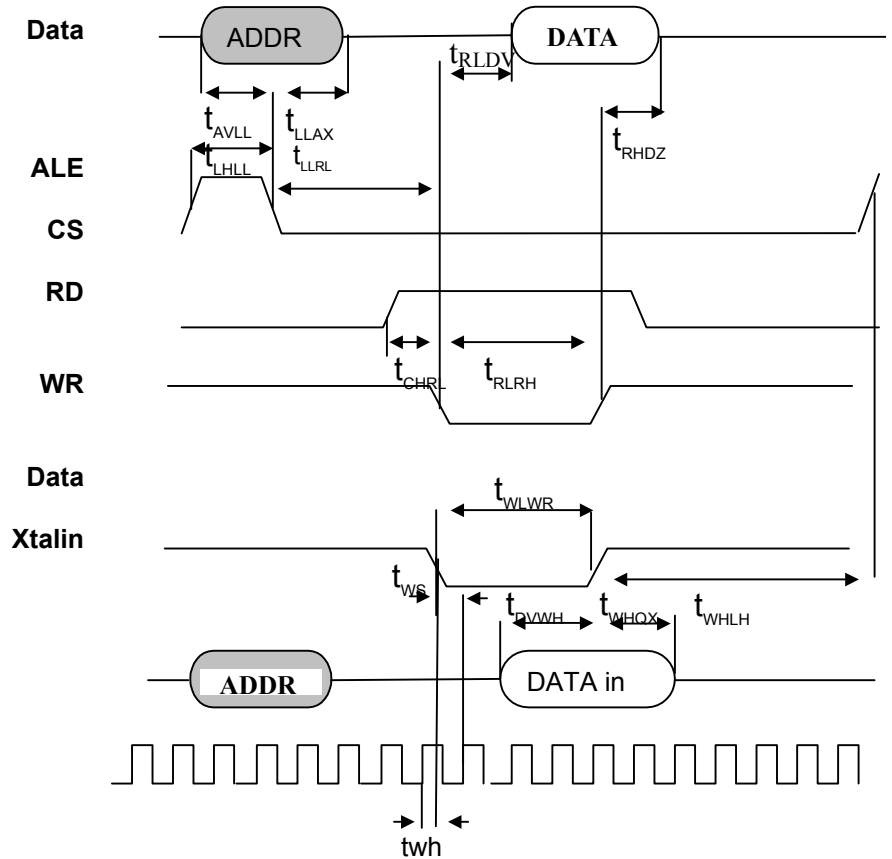 Data ADDR DATA
tRLDV
tAVLL tLLAX
tRHDZ
ALE tLHLL tLLRL
CS
RD
WR tCHRL tRLRH
Data
tWLWR
Xtalin
tWS tDVWH tWHQX tWHLH
ADDR DATA in
twh